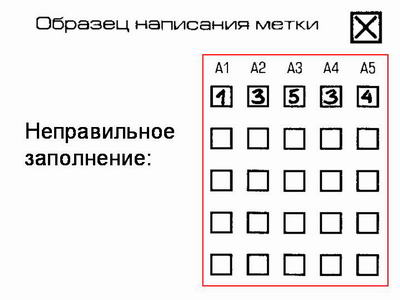 Образец написания метки
A1 A2 A3 A4 A5
1 3 5 3 4
Неправильное
заполнение: